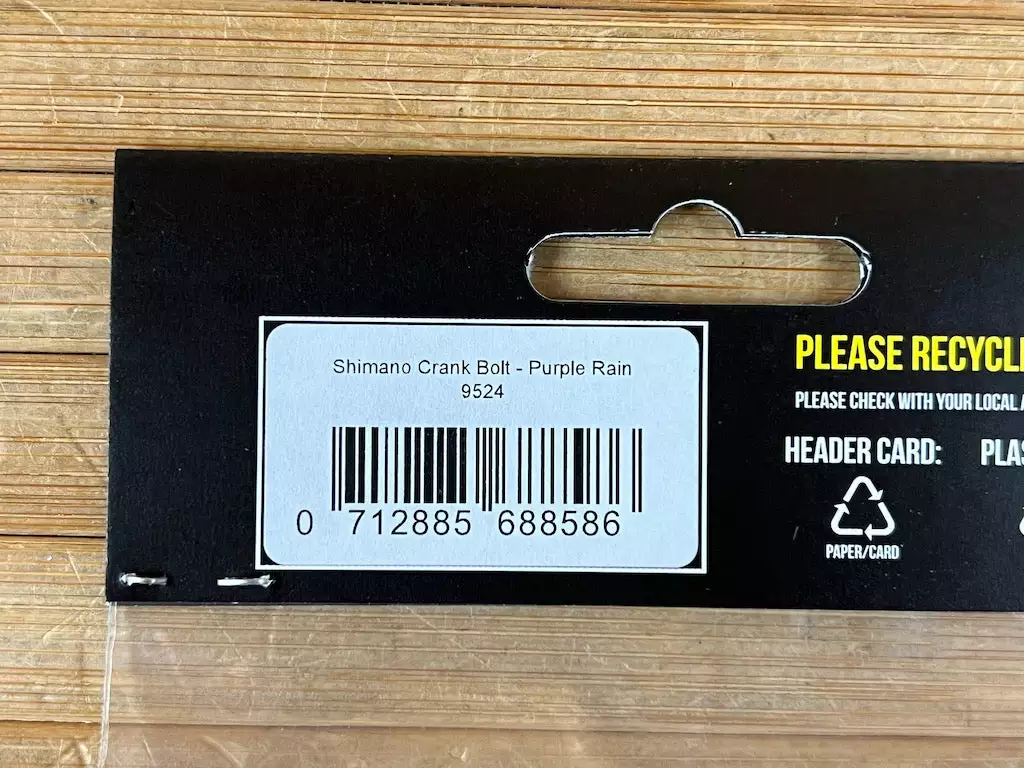 Shimano Crank Bolt - Purple Rain
9524
0 712885 688586
PLEASE RECYCL
PLEASE CHECK WITH YOUR LOCAL
HEADER CARD:
PAPER/CARD